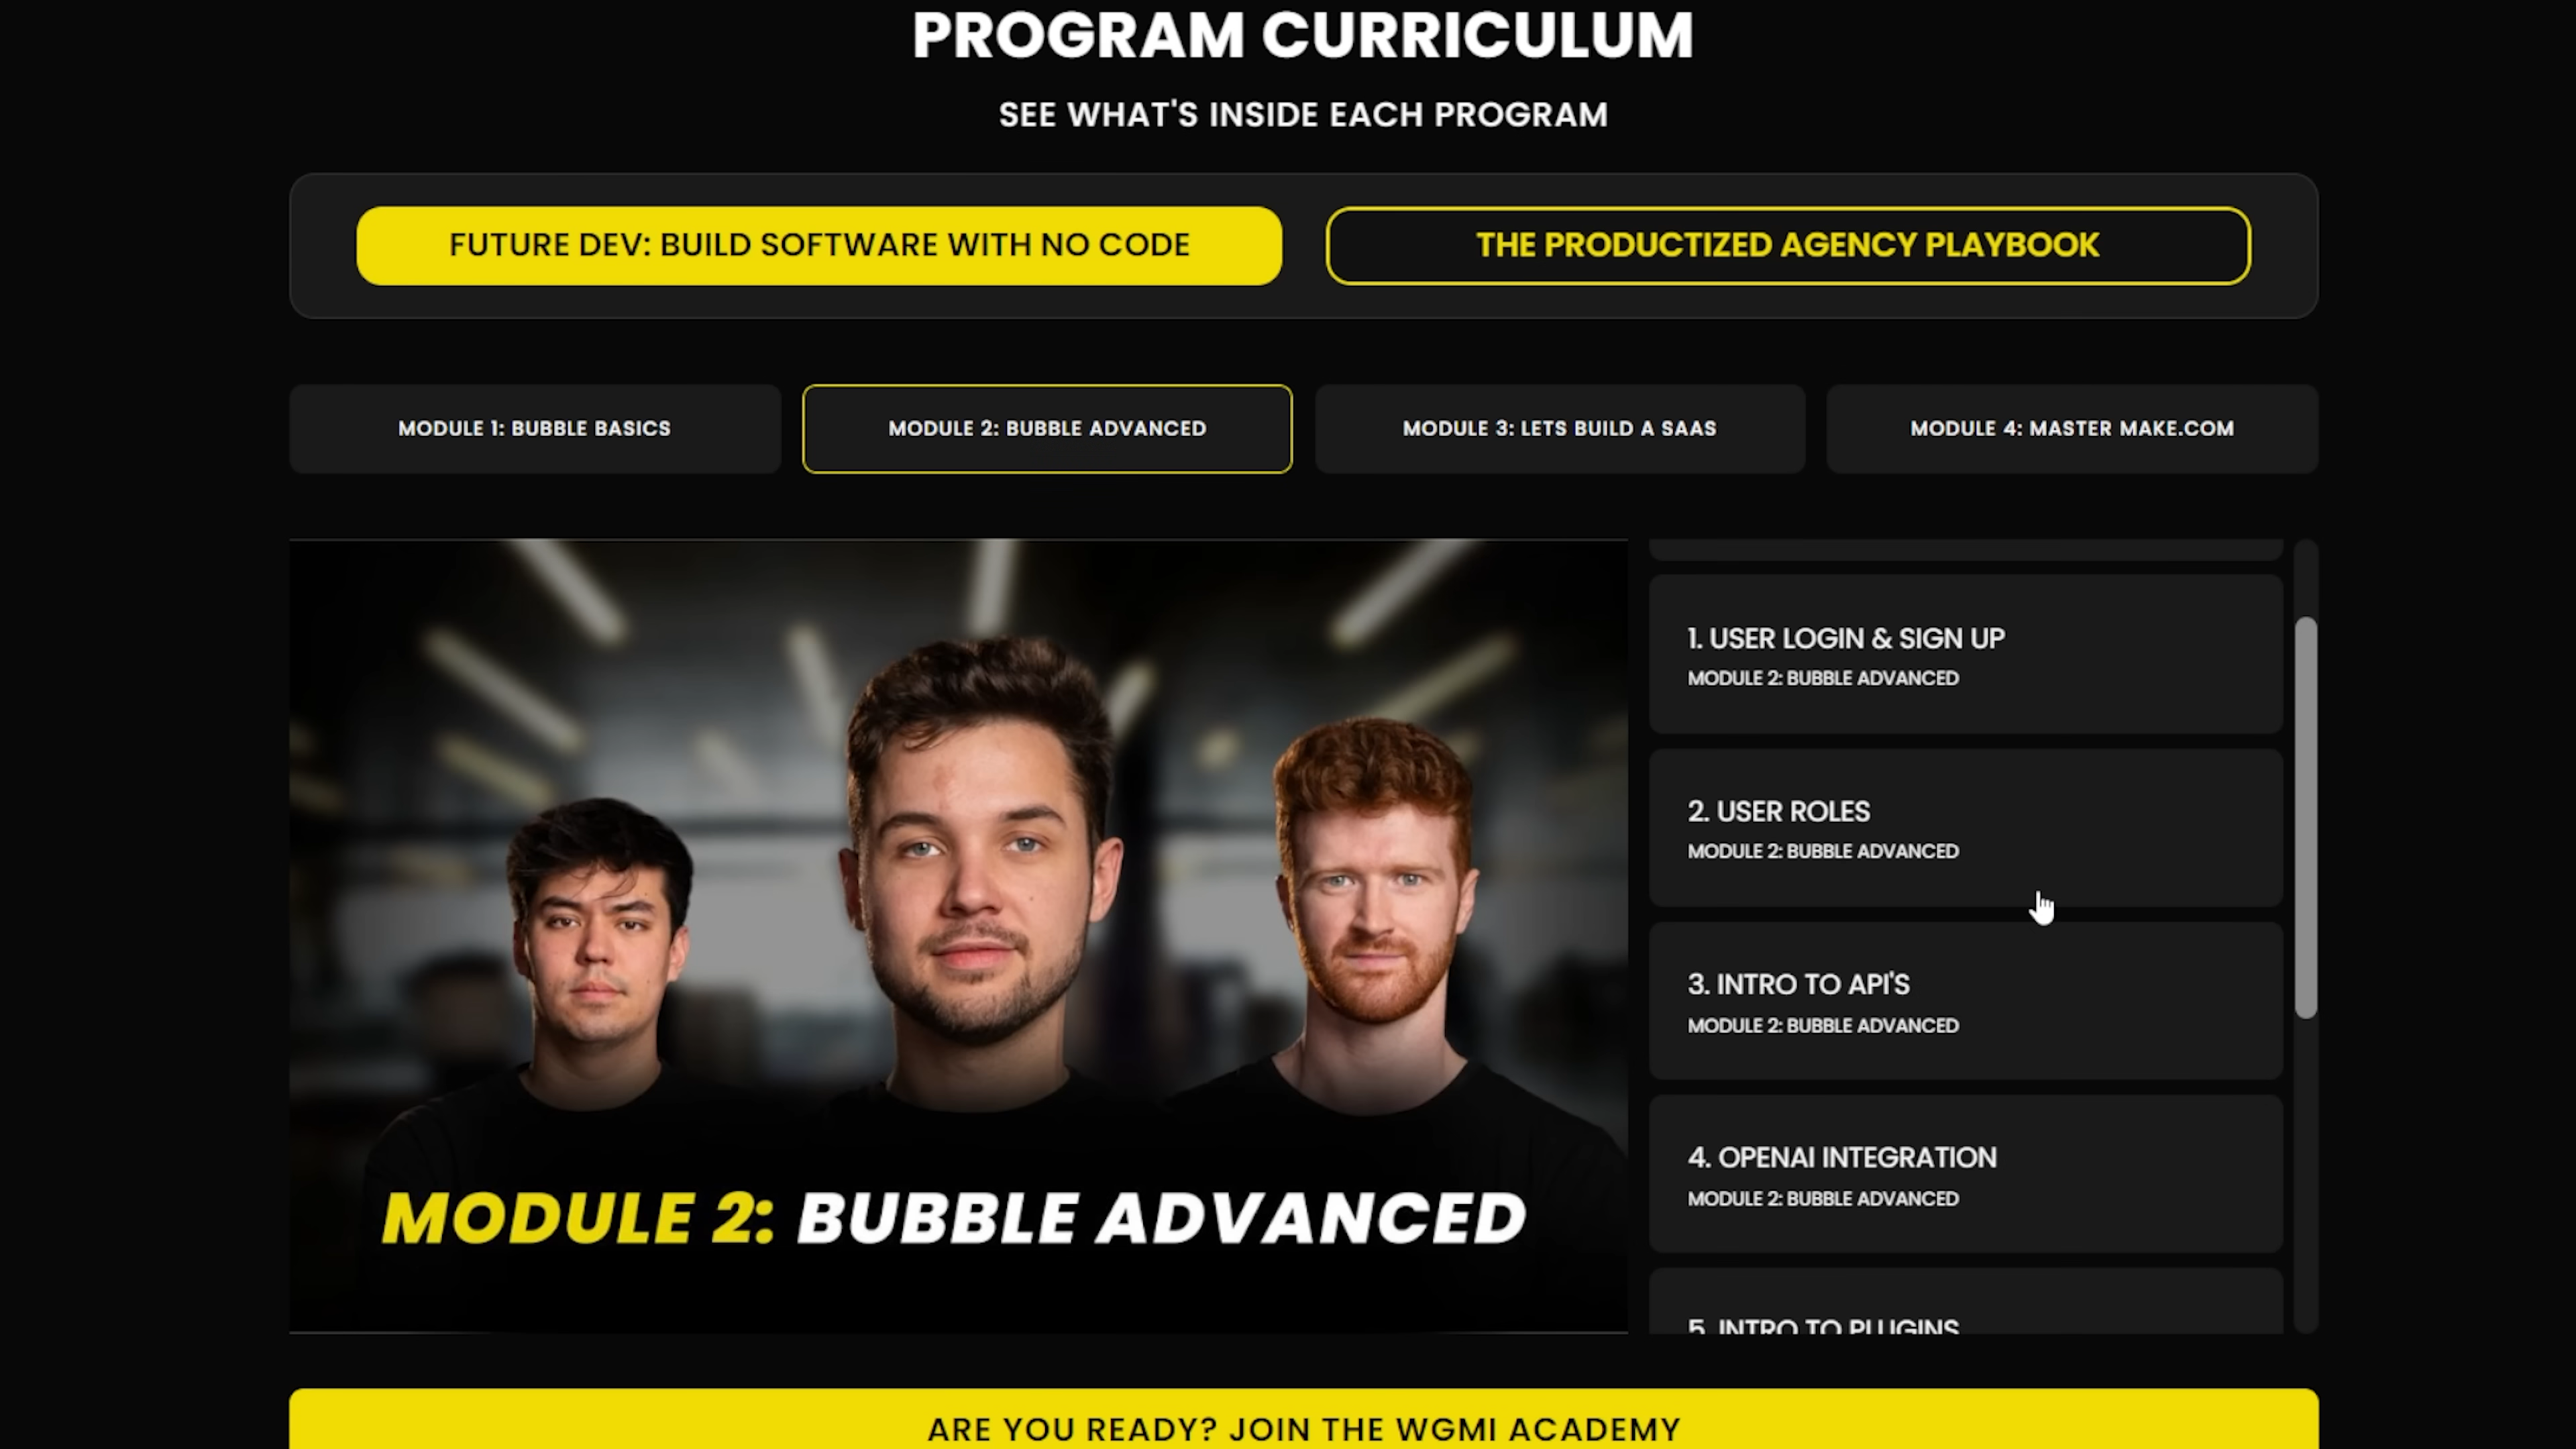 PROGRAM CURRICULUM
SEE WHAT'S INSIDE EACH PROGRAM
FUTURE DEV: BUILD SOFTWARE WITH NO CODE
THE PRODUCTIZED AGENCY PLAYBOOK
MODULE 1: BUBBLE BASICS
MODULE 2: BUBBLE ADVANCED
MODULE 3: LETS BUILD A SAAS
MODULE 4: MASTER MAKE.COM
MODULE 2: BUBBLE ADVANCED
1. USER LOGIN & SIGN UP
MODULE 2: BUBBLE ADVANCED
2. USER ROLES
MODULE 2: BUBBLE ADVANCED
3. INTRO TO API'S
MODULE 2: BUBBLE ADVANCED
4. OPENAI INTEGRATION
MODULE 2: BUBBLE ADVANCED
5. INTRO TO PLUGINS
ARE YOU READY? JOIN THE WGMI ACADEMY